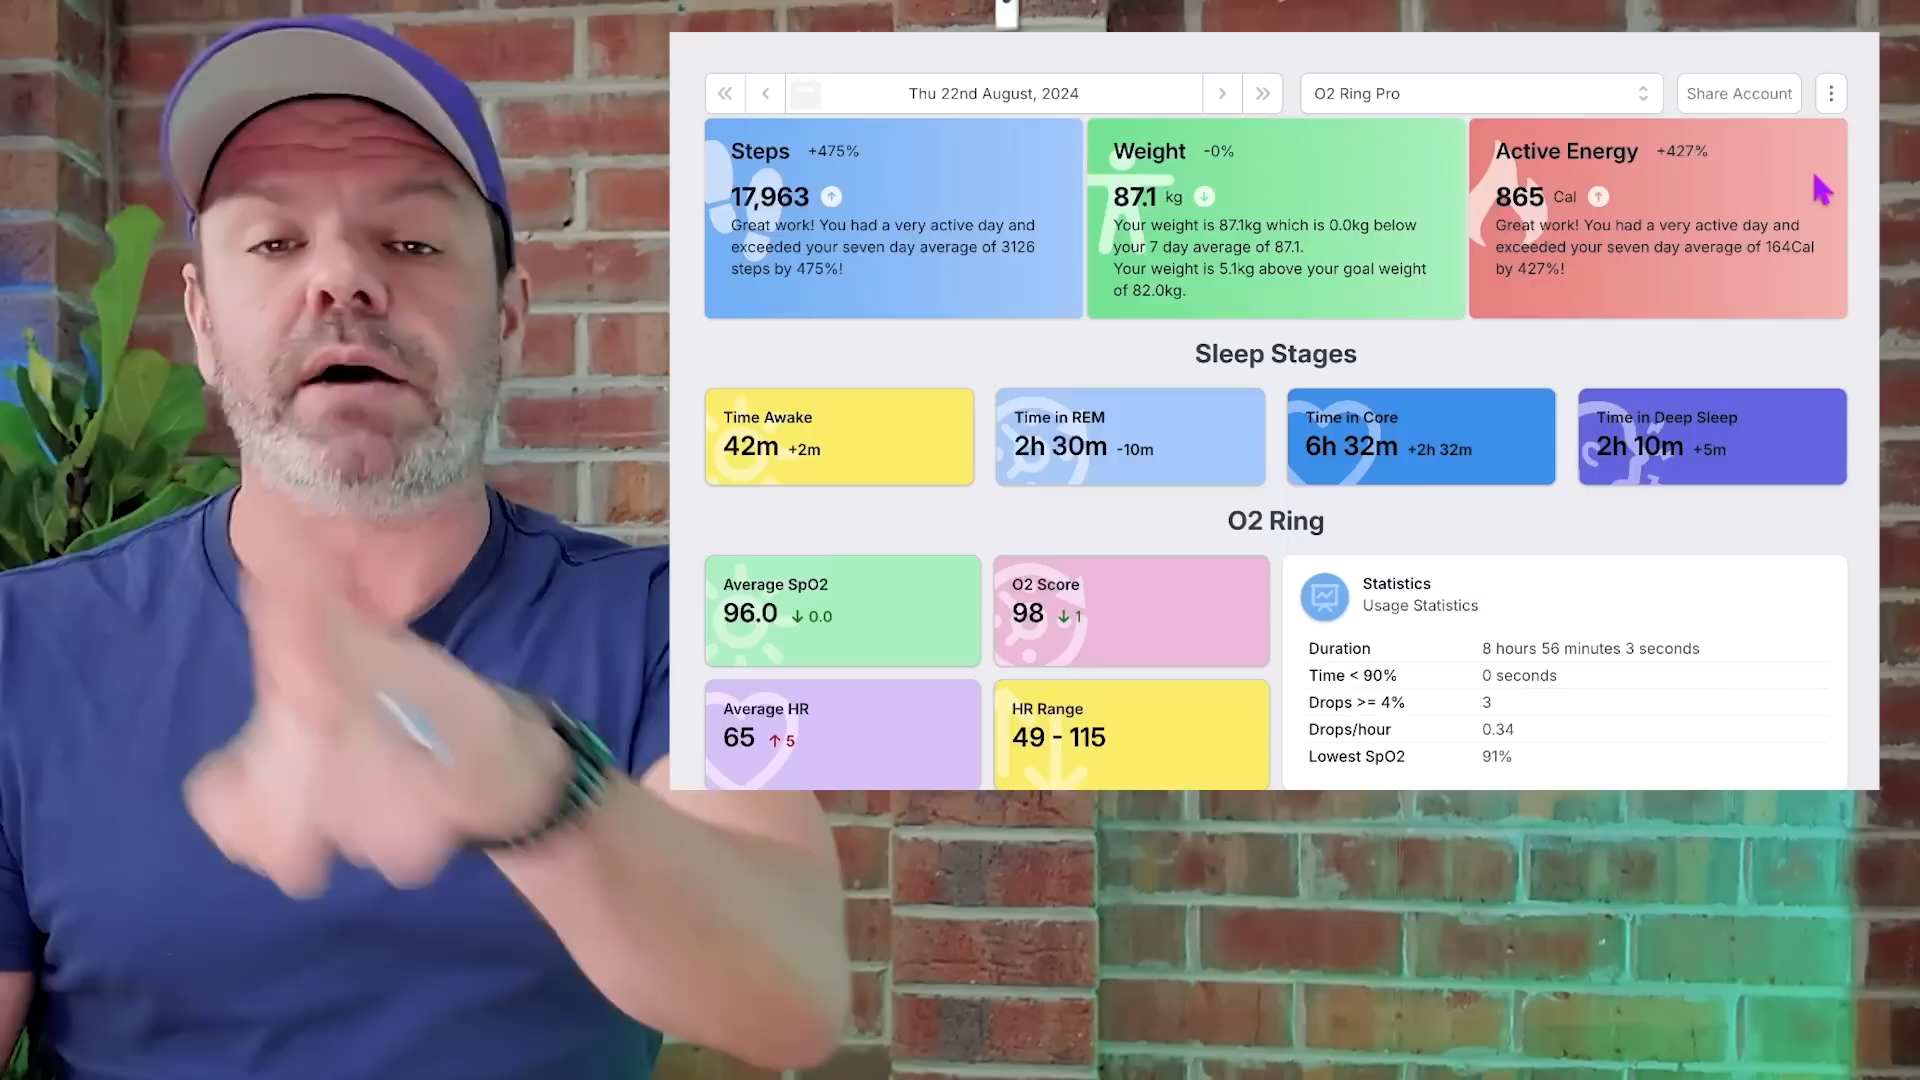 Thu 22nd August, 2024
O2 Ring Pro
Share Account
Steps +475%
17,963
Great work! You had a very active day and
exceeded your seven day average of 3126
steps by 475%!
Weight -0%
87.1 kg
Your weight is 87.1kg which is 0.0kg below
your 7 day average of 87.1.
Your weight is 5.1kg above your goal weight
of 82.0kg.
Active Energy +427%
865 Cal
Great work! You had a very active day and
exceeded your seven day average of 164Cal
by 427%!
Sleep Stages
Time Awake
42m +2m
Time in REM
2h 30m -10m
Time in Core
6h 32m +2h 32m
Time in Deep Sleep
2h 10m +5m
O2 Ring
Average SpO2
96.0 ↓ 0.0
O2 Score
98 ↓ 1
Average HR
65 ↑ 5
HR Range
49 - 115
Statistics
Usage Statistics
Duration 8 hours 56 minutes 3 seconds
Time < 90% 0 seconds
Drops >= 4% 3
Drops/hour 0.34
Lowest SpO2 91%